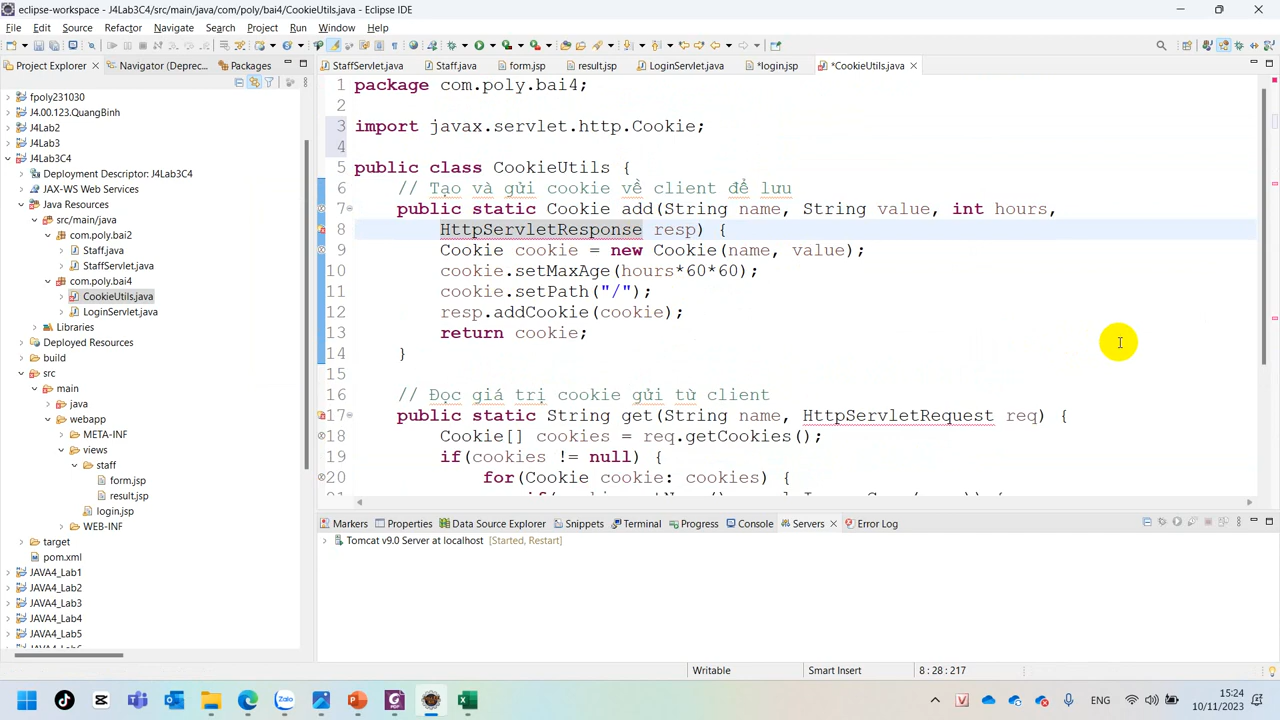 eclipse-workspace - J4Lab3C4/src/main/java/com/poly/bai4/CookieUtils.java - Eclipse IDE
File Edit Source Refactor Navigate Search Project Run Window Help
Project Explorer Navigator (Deprec... Packages
StaffServlet.java Staff.java form.jsp result.jsp LoginServlet.java *login.jsp *CookieUtils.java
fpoly231030
J4.00.123.QuangBinh
J4Lab2
J4Lab3
J4Lab3C4
Deployment Descriptor: J4Lab3C4
JAX-WS Web Services
Java Resources
src/main/java
com.poly.bai2
Staff.java
StaffServlet.java
com.poly.bai4
CookieUtils.java
LoginServlet.java
Libraries
Deployed Resources
build
src
main
java
webapp
META-INF
views
staff
form.jsp
result.jsp
login.jsp
WEB-INF
target
pom.xml
JAVA4_Lab1
JAVA4_Lab2
JAVA4_Lab3
JAVA4_Lab4
JAVA4_Lab5
1 package com.poly.bai4;
2
3 import javax.servlet.http.Cookie;
4
5 public class CookieUtils {
6 // Tạo và gửi cookie về client để lưu
7 public static Cookie add(String name, String value, int hours,
8 HttpServletResponse resp) {
9 Cookie cookie = new Cookie(name, value);
10 cookie.setMaxAge(hours*60*60);
11 cookie.setPath("/");
12 resp.addCookie(cookie);
13 return cookie;
14 }
15
16 // Đọc giá trị cookie gửi từ client
17 public static String get(String name, HttpServletRequest req) {
18 Cookie[] cookies = req.getCookies();
19 if(cookies != null) {
20 for(Cookie cookie: cookies) {
Markers Properties Data Source Explorer Snippets Terminal Progress Console Servers Error Log
Tomcat v9.0 Server at localhost [Started, Restart]
Writable Smart Insert 8 : 28 : 217
ENG 15:24
10/11/2023